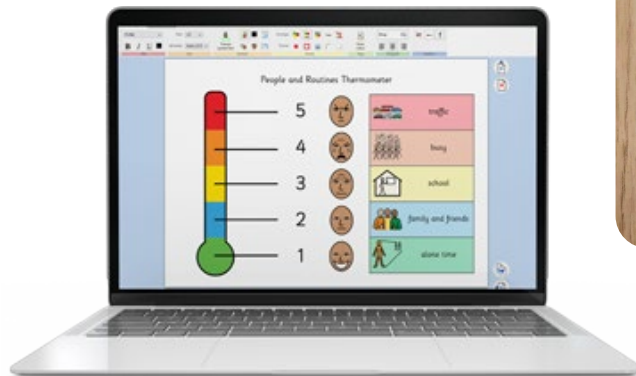 People and Routines Thermometer
5 traffic
4 busy
3 school
2 family and friends
1 alone time